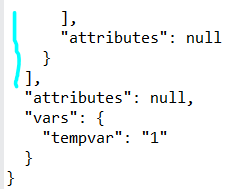 ],
"attributes": null
}
],
"attributes": null,
"vars": {
"tempvar": "1"
}
}